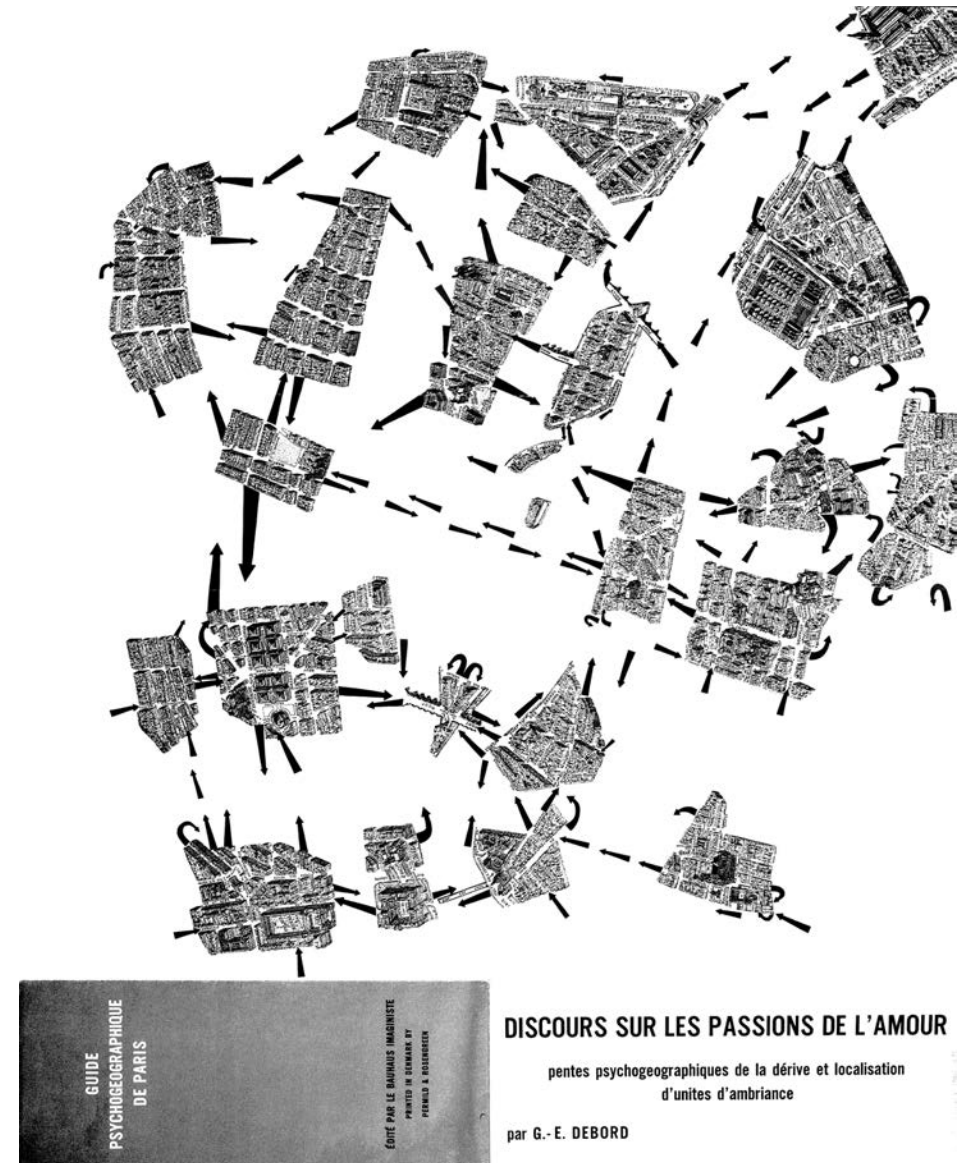 GUIDE
PSYCHOGEOGRAPHIQUE
DE PARIS
ÉDITÉ PAR LE BAUHAUS IMAGINISTE
PRINTED IN DENMARK BY
PERMILD & ROSENGREEN
DISCOURS SUR LES PASSIONS DE L'AMOUR
pentes psychogeographiques de la dérive et localisation
d'unites d'ambriance
par G.-E. DEBORD